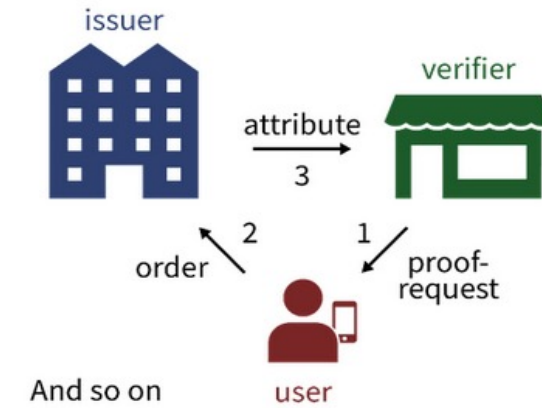 issuer
verifier
attribute
3
2
1
order
proof-
request
And so on
user